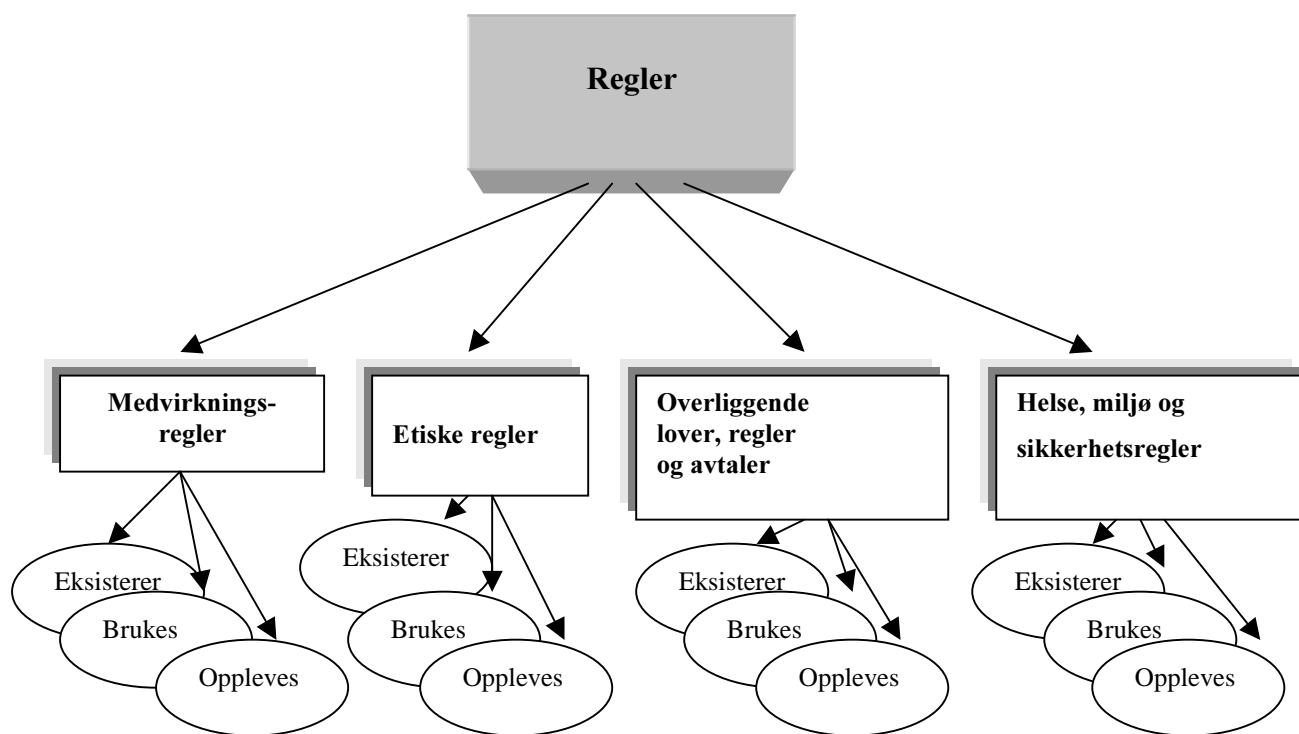 Regler
Medvirknings-
regler
Etiske regler
Overliggende
lover, regler
og avtaler
Helse, miljø og
sikkerhetsregler
Eksisterer
Brukes
Oppleves
Eksisterer
Brukes
Oppleves
Eksisterer
Brukes
Oppleves
Eksisterer
Brukes
Oppleves